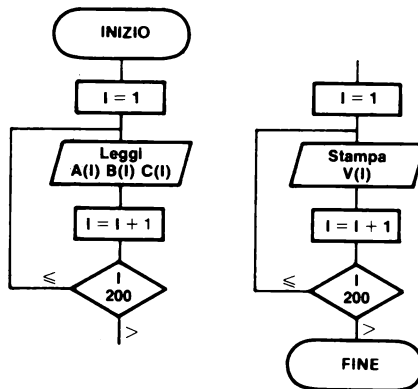 INIZIO
I = 1
Leggi
A(I) B(I) C(I)
I = I + 1
≤
I
200
>
I = 1
Stampa
V(I)
I = I + 1
≤
I
200
>
FINE